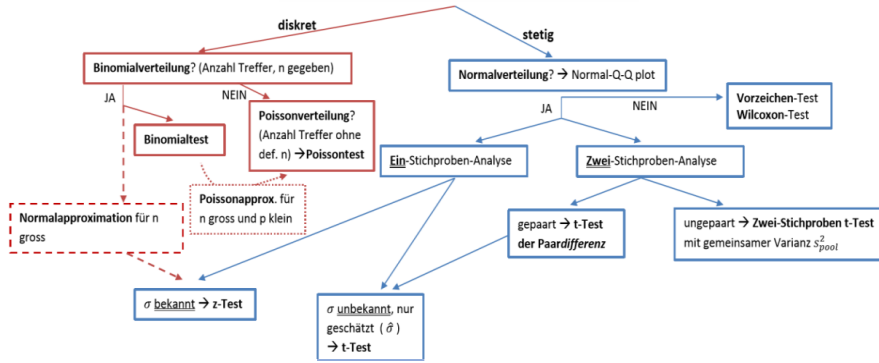 diskret
stetig
Binomialverteilung? (Anzahl Treffer, n gegeben)
Normalverteilung? → Normal-Q-Q plot
JA
NEIN
JA
NEIN
Vorzeichen-Test
Wilcoxon-Test
Poissonverteilung?
(Anzahl Treffer ohne
def. n) →Poissontest
Binomialtest
Ein-Stichproben-Analyse
Zwei-Stichproben-Analyse
Poissonapprox. für
n gross und p klein
Normalapproximation für n
gross
gepaart → t-Test
der Paardifferenz
ungepaart → Zwei-Stichproben t-Test
mit gemeinsamer Varianz s²pool
σ bekannt → z-Test
σ unbekannt, nur
geschätzt ( σ̂ )
→ t-Test